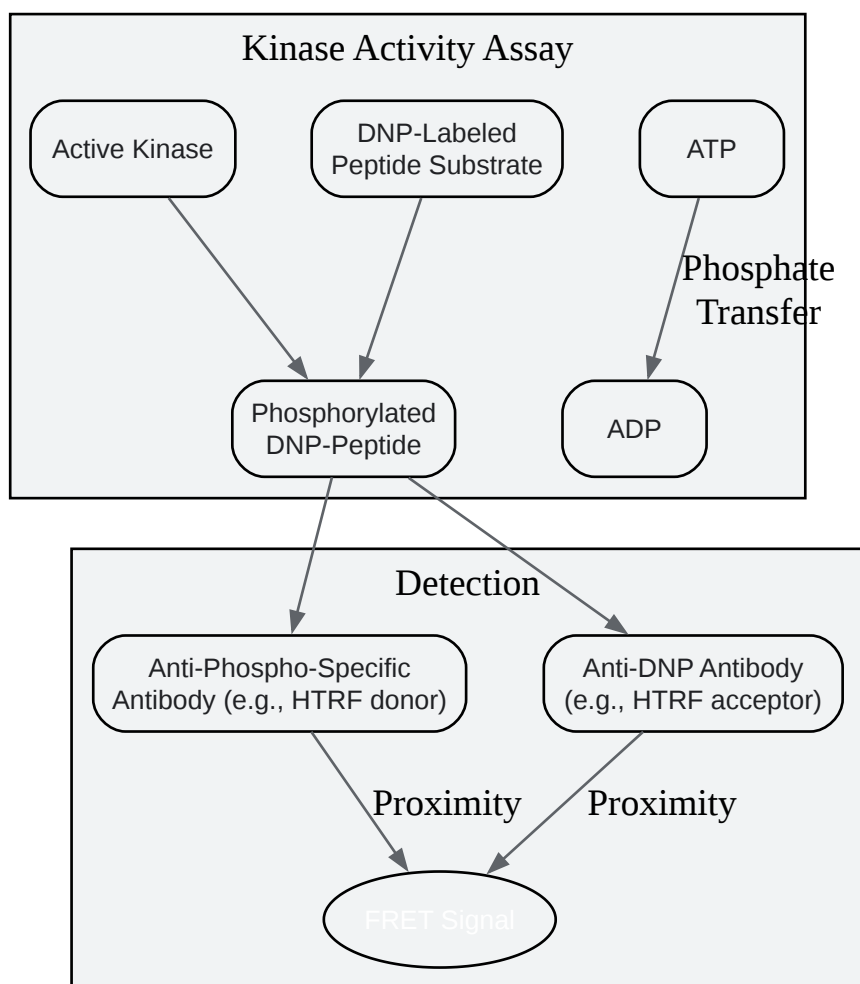 Kinase Activity Assay
Active Kinase
DNP-Labeled
Peptide Substrate
ATP
Phosphate
Transfer
Phosphorylated
DNP-Peptide
ADP
Detection
Anti-Phospho-Specific
Antibody (e.g., HTRF donor)
Anti-DNP Antibody
(e.g., HTRF acceptor)
Proximity
Proximity
FRET Signal